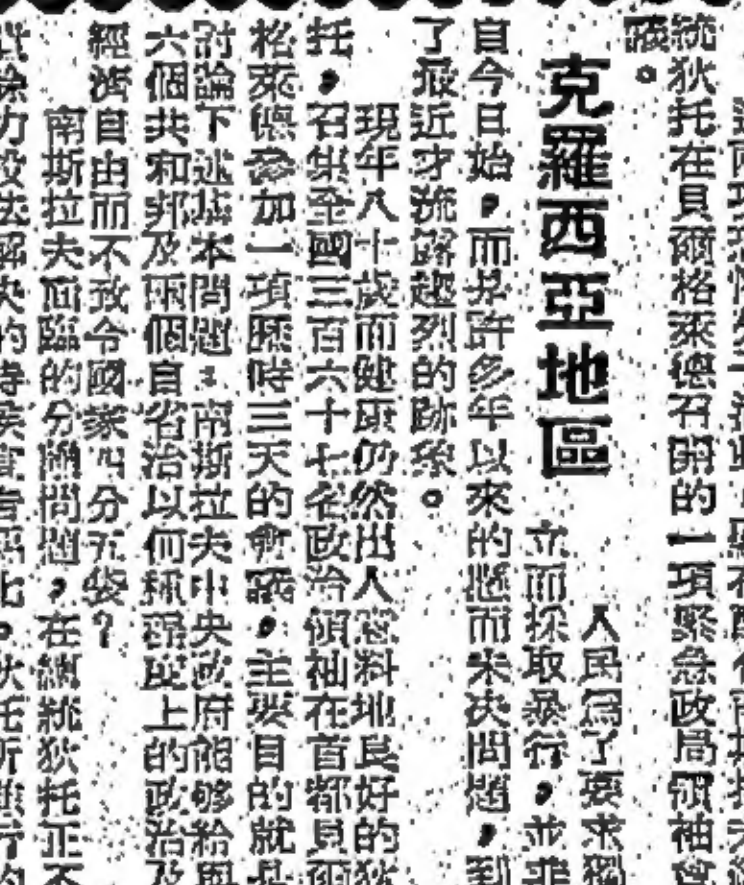 統狄托在貝爾格萊德召開的一項緊急政局領袖會
議。
克羅西亞地區
人民爲了要求獨
立而採取暴行，並非
自今日始，而是許多年以來的懸而未決問題，到
了最近才流露趨烈的跡象。
現年八十歲而健康仍然出人意料地良好的狄
托，召集全國三百六十七名政治領袖在首都貝爾
格萊德參加一項歷時三天的會議，主要目的就是
討論下述基本問題：南斯拉夫中央政府能够給與
六個共和邦及兩個自省治以何種程度上的政治及
經濟自由而不致令國家四分五裂？
南斯拉夫面臨的分離問題，在總統狄托正不